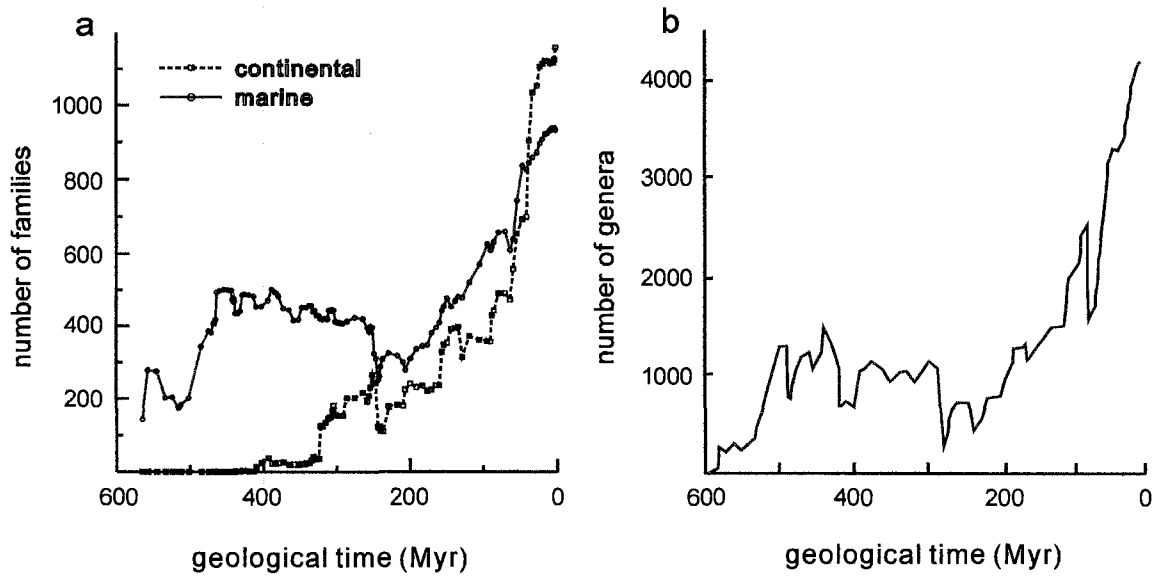 a
continental
marine
1000
800
600
400
200
600
400
200
0
number of families
geological time (Myr)
b
4000
3000
2000
1000
600
400
200
0
number of genera
geological time (Myr)